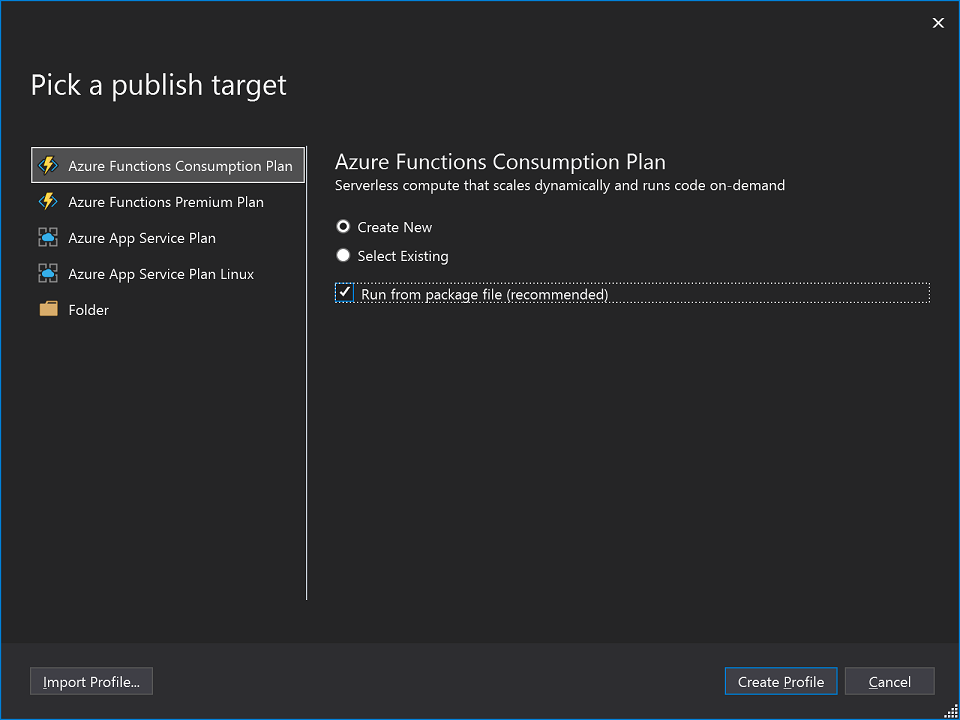 Pick a publish target
Azure Functions Consumption Plan
Azure Functions Premium Plan
Azure App Service Plan
Azure App Service Plan Linux
Folder
Azure Functions Consumption Plan
Serverless compute that scales dynamically and runs code on-demand
Create New
Select Existing
Run from package file (recommended)
Import Profile...
Create Profile
Cancel